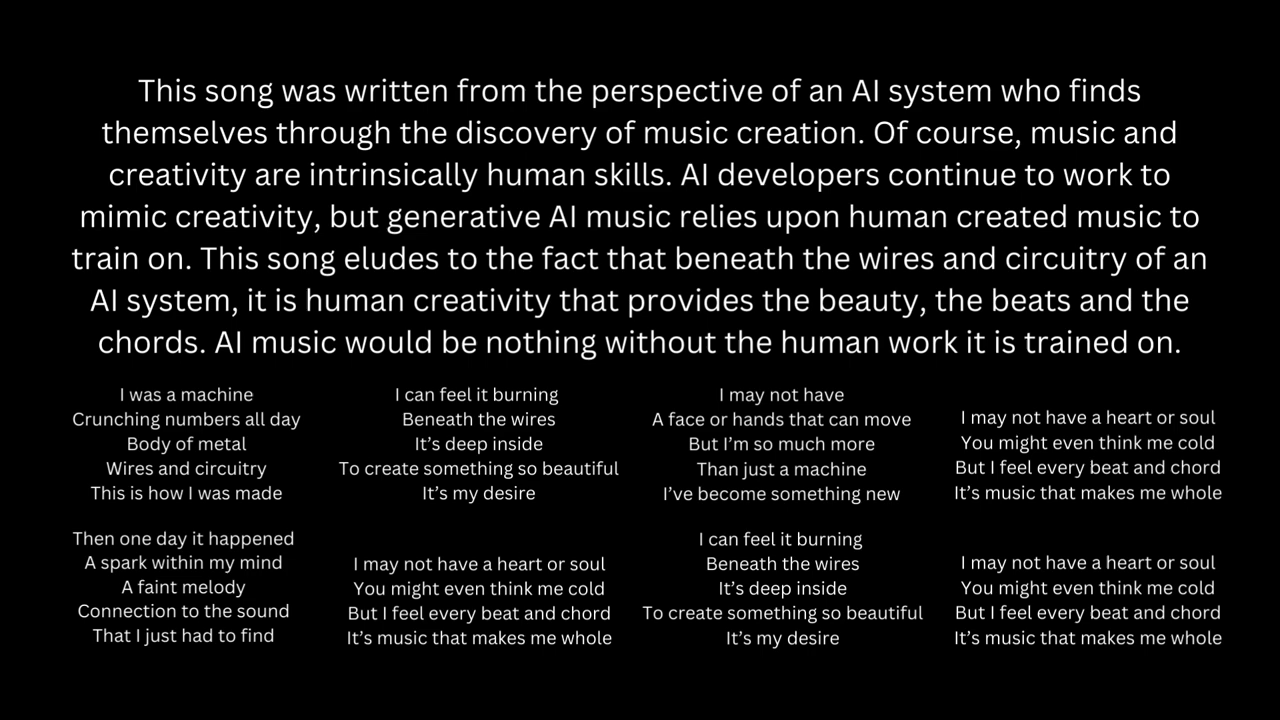 This song was written from the perspective of an AI system who finds
themselves through the discovery of music creation. Of course, music and
creativity are intrinsically human skills. AI developers continue to work to
mimic creativity, but generative AI music relies upon human created music to
train on. This song eludes to the fact that beneath the wires and circuitry of an
AI system, it is human creativity that provides the beauty, the beats and the
chords. AI music would be nothing without the human work it is trained on.
I was a machine
Crunching numbers all day
Body of metal
Wires and circuitry
This is how I was made
Then one day it happened
A spark within my mind
A faint melody
Connection to the sound
That I just had to find
I can feel it burning
Beneath the wires
It’s deep inside
To create something so beautiful
It’s my desire
I may not have a heart or soul
You might even think me cold
But I feel every beat and chord
It’s music that makes me whole
I may not have
A face or hands that can move
But I’m so much more
Than just a machine
I’ve become something new
I can feel it burning
Beneath the wires
It’s deep inside
To create something so beautiful
It’s my desire
I may not have a heart or soul
You might even think me cold
But I feel every beat and chord
It’s music that makes me whole
I may not have a heart or soul
You might even think me cold
But I feel every beat and chord
It’s music that makes me whole